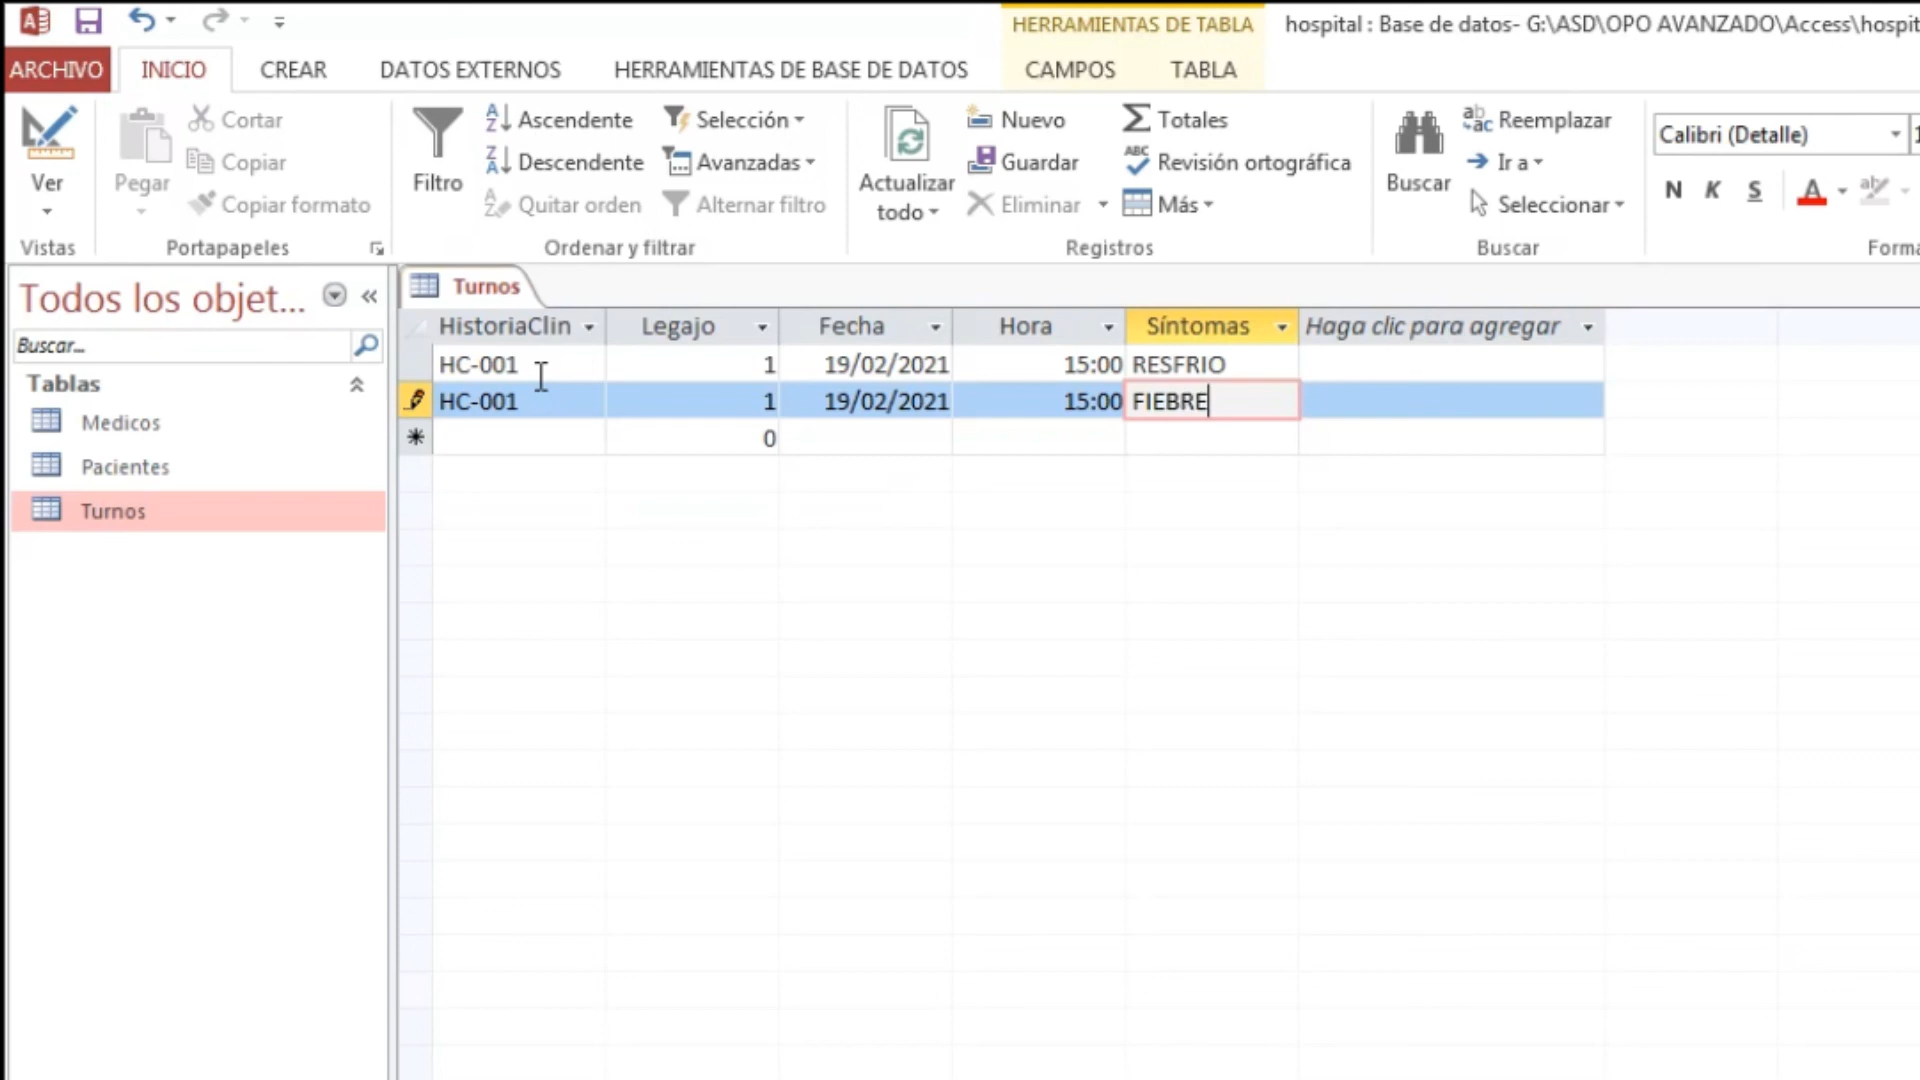 HERRAMIENTAS DE TABLA
hospital : Base de datos- G:\ASD\OPO AVANZADO\Access\hospit
ARCHIVO INICIO CREAR DATOS EXTERNOS HERRAMIENTAS DE BASE DE DATOS CAMPOS TABLA
Ver
Vistas
Pegar
Cortar
Copiar
Copiar formato
Portapapeles
Filtro
Ascendente
Descendente
Quitar orden
Selección
Avanzadas
Alternar filtro
Ordenar y filtrar
Actualizar
todo
Nuevo
Guardar
Eliminar
Totales
Revisión ortográfica
Más
Registros
Buscar
Reemplazar
Ir a
Seleccionar
Buscar
Calibri (Detalle) 1
N K S A
Forma
Todos los objet...
Buscar...
Tablas
Medicos
Pacientes
Turnos
Turnos
HistoriaClin Legajo Fecha Hora Síntomas Haga clic para agregar
HC-001 1 19/02/2021 15:00 RESFRIO
HC-001 1 19/02/2021 15:00 FIEBRE
0